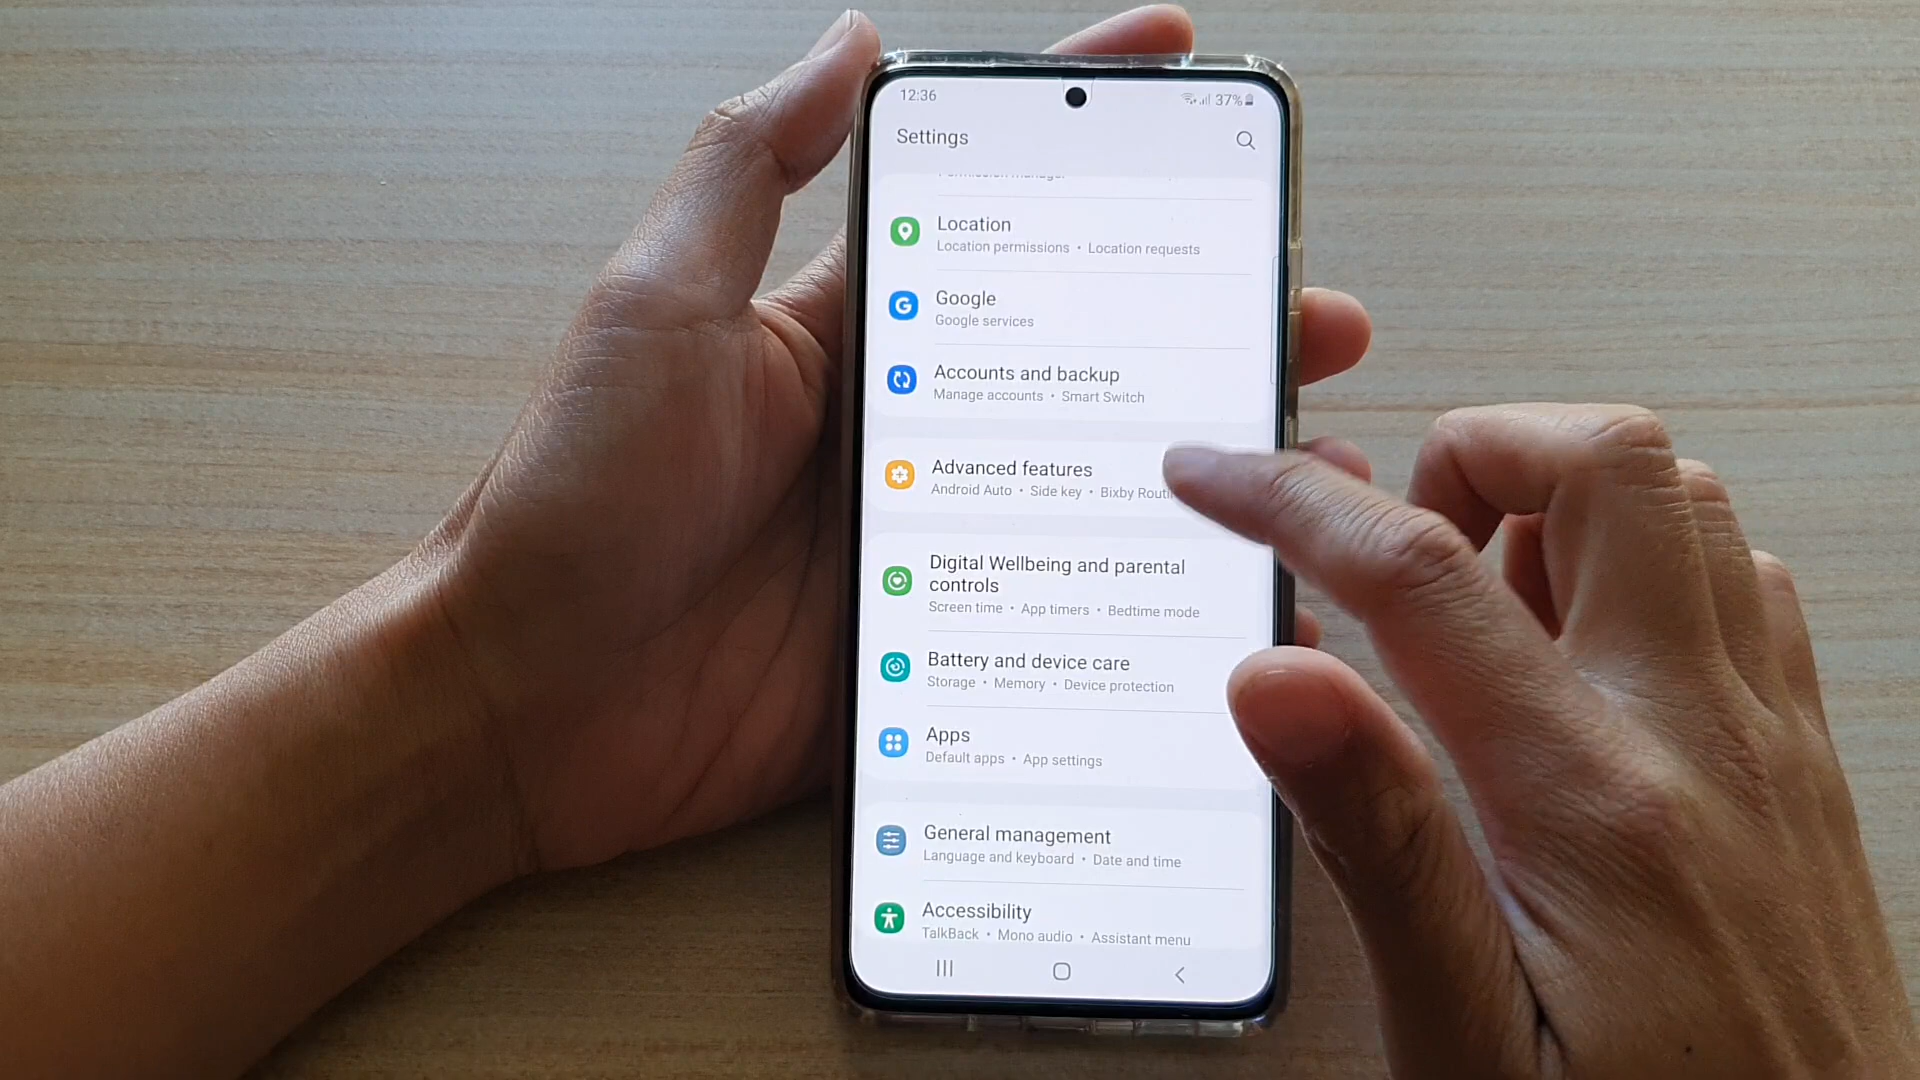 12:36
37%
Settings
Location
Location permissions • Location requests
Google
Google services
Accounts and backup
Manage accounts • Smart Switch
Advanced features
Android Auto • Side key • Bixby
Digital Wellbeing and parental
controls
Screen time • App timers • Bedtime mode
Battery and device care
Storage • Memory • Device protection
Apps
Default apps • App settings
General management
Language and keyboard • Date and time
Accessibility
TalkBack • Mono audio • Assistant menu